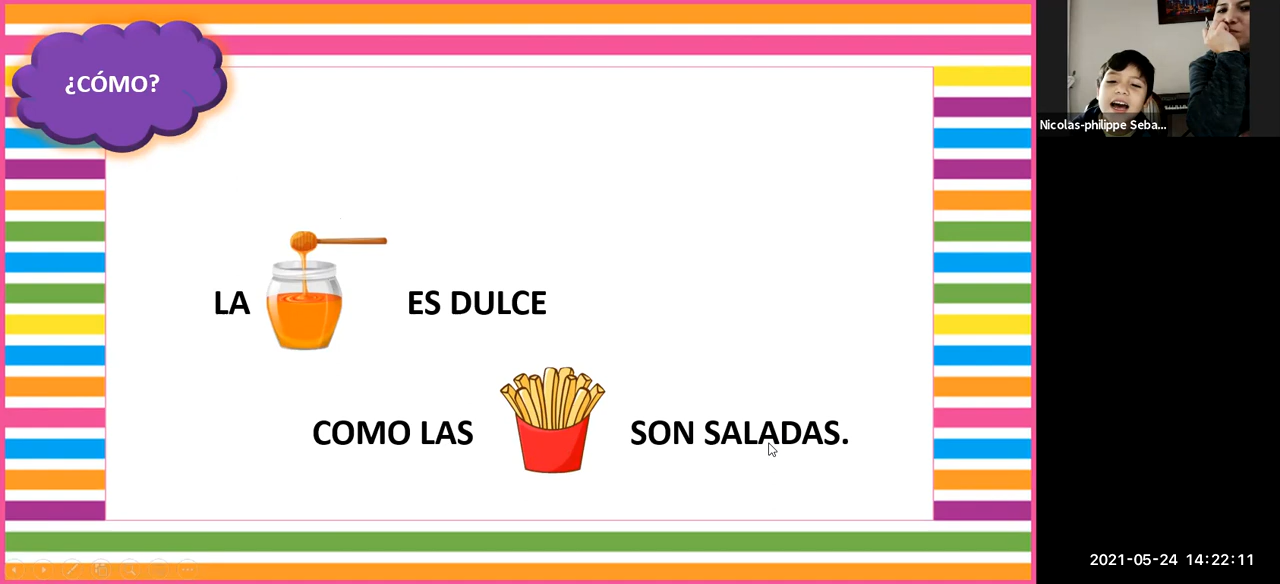 ¿CÓMO?
LA ES DULCE
COMO LAS SON SALADAS.
Nicolas-philippe Seba...
2021-05-24 14:22:11